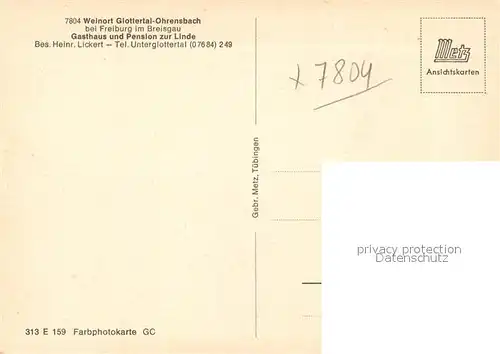 7804 Weinort Glottertal-Ohrensbach
bei Freiburg im Breisgau
Gasthaus und Pension zur Linde
Bes. Heinr. Lickert – Tel. Unterglottertal (07684) 249
x 7804
Metz
Ansichtskarten
Gebr. Metz, Tübingen
privacy protection
Datenschutz
313 E 159 Farbphotokarte GC